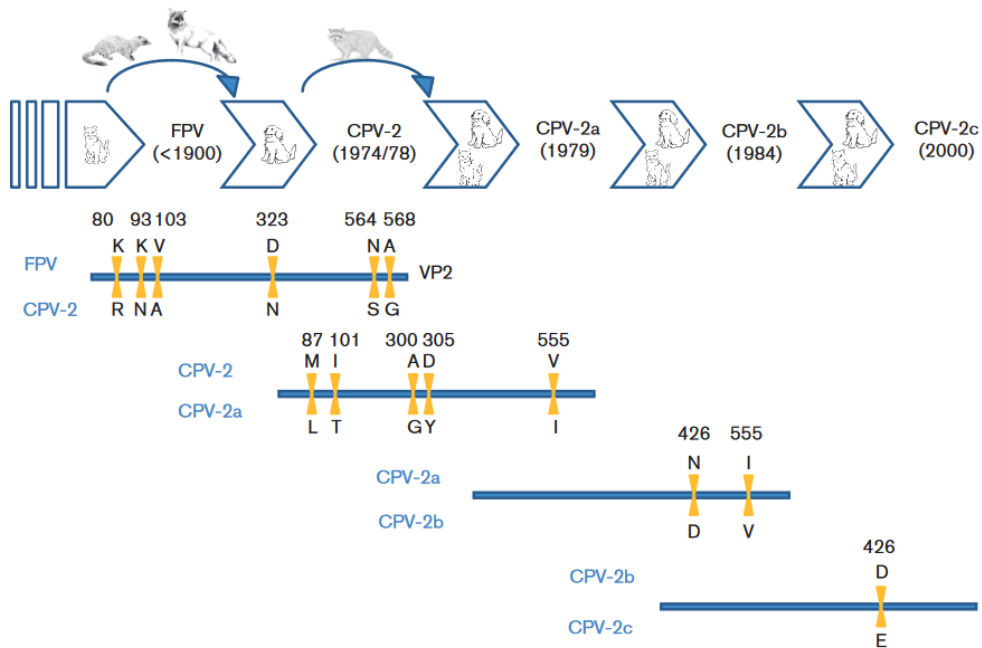 FPV
(<1900)
CPV-2
(1974/78)
CPV-2a
(1979)
CPV-2b
(1984)
CPV-2c
(2000)
80 93 103 323 564 568
K K V D N A
FPV
VP2
CPV-2
R N A N S G
87 101 300 305 555
M I A D V
CPV-2
CPV-2a
L T G Y I
426 555
N I
CPV-2a
CPV-2b
D V
426
D
CPV-2b
CPV-2c
E